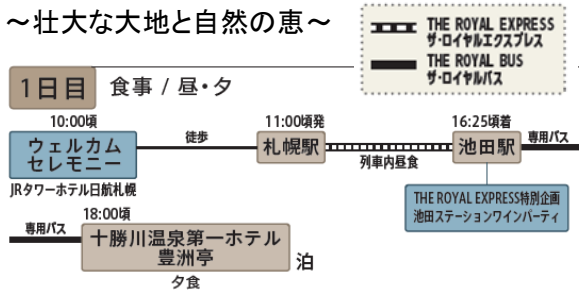 ～壮大な大地と自然の恵～
THE ROYAL EXPRESS
ザ・ロイヤルエクスプレス
THE ROYAL BUS
ザ・ロイヤルバス
1日目 食事 / 昼・夕
10:00頃
ウェルカム
セレモニー
JRタワーホテル日航札幌
徒歩
11:00頃発
札幌駅
列車内昼食
16:25頃着
池田駅
専用バス
THE ROYAL EXPRESS特別企画
池田ステーションワインパーティ
専用バス
18:00頃
十勝川温泉第一ホテル
豊洲亭
泊
夕食